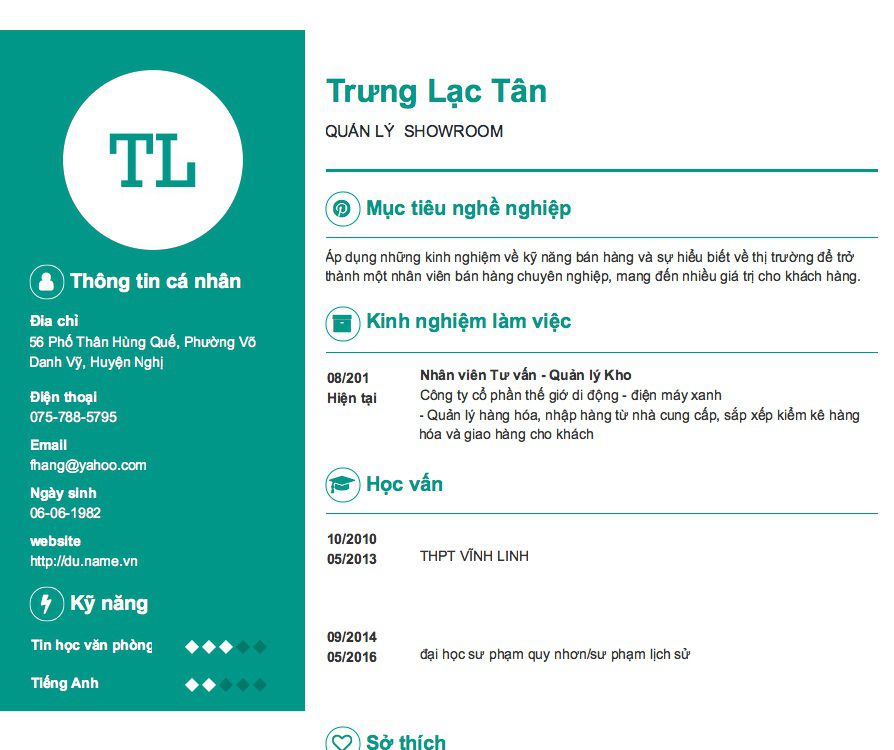 TL
Thông tin cá nhân
Địa chỉ
56 Phố Thân Hùng Quế, Phường Võ
Danh Vỹ, Huyện Nghị
Điện thoại
075-788-5795
Email
fhang@yahoo.com
Ngày sinh
06-06-1982
website
http://du.name.vn
Kỹ năng
Tin học văn phòng
Tiếng Anh
Trưng Lạc Tân
QUẢN LÝ SHOWROOM
Mục tiêu nghề nghiệp
Áp dụng những kinh nghiệm về kỹ năng bán hàng và sự hiểu biết về thị trường để trở
thành một nhân viên bán hàng chuyên nghiệp, mang đến nhiều giá trị cho khách hàng.
Kinh nghiệm làm việc
08/201
Hiện tại
Nhân viên Tư vấn - Quản lý Kho
Công ty cổ phần thế giớ di động - điện máy xanh
- Quản lý hàng hóa, nhập hàng từ nhà cung cấp, sắp xếp kiểm kê hàng
hóa và giao hàng cho khách
Học vấn
10/2010
05/2013
THPT VĨNH LINH
09/2014
05/2016
đại học sư phạm quy nhơn/sư phạm lịch sử
Sở thích